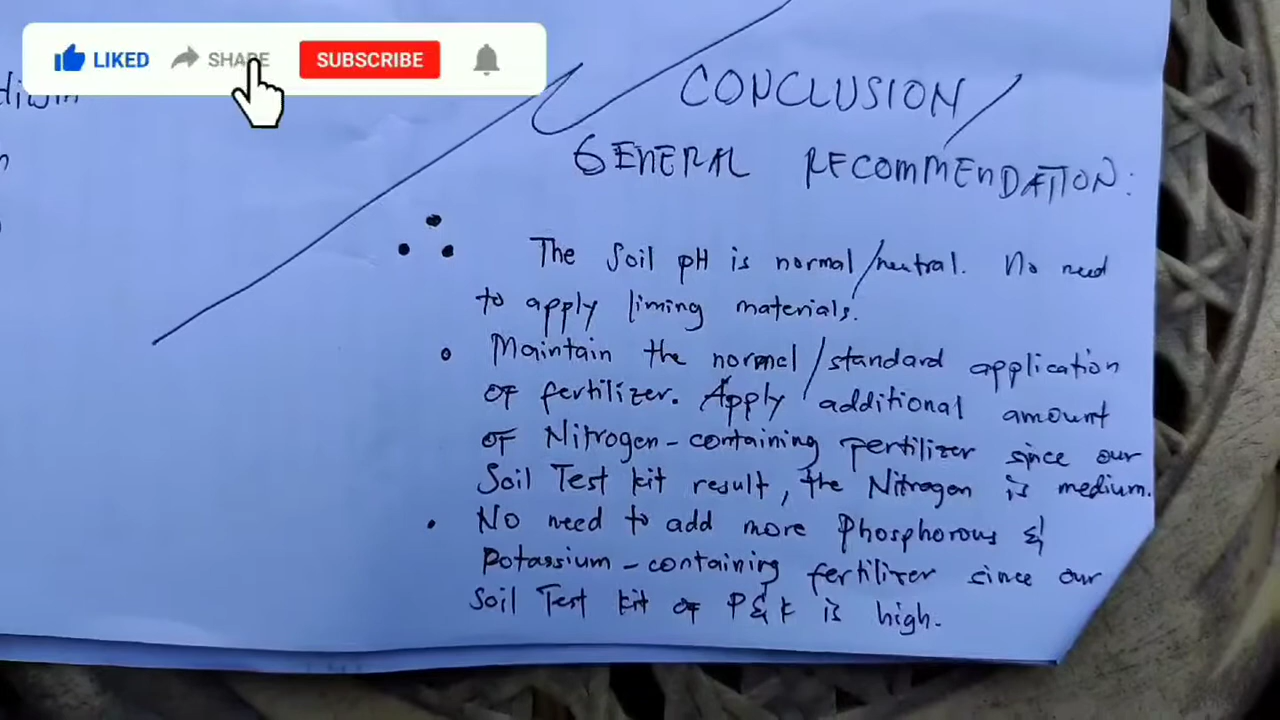 LIKED SHARE SUBSCRIBE
CONCLUSION/
GENERAL RECOMMENDATION:
The Soil pH is normal/neutral. No need
to apply liming materials.
Maintain the normal/standard application
of fertilizer. Apply additional amount
of Nitrogen-containing fertilizer since our
Soil Test kit result, the Nitrogen is medium.
No need to add more Phosphorous &
Potassium-containing fertilizer since our
Soil Test kit of P & K is high.